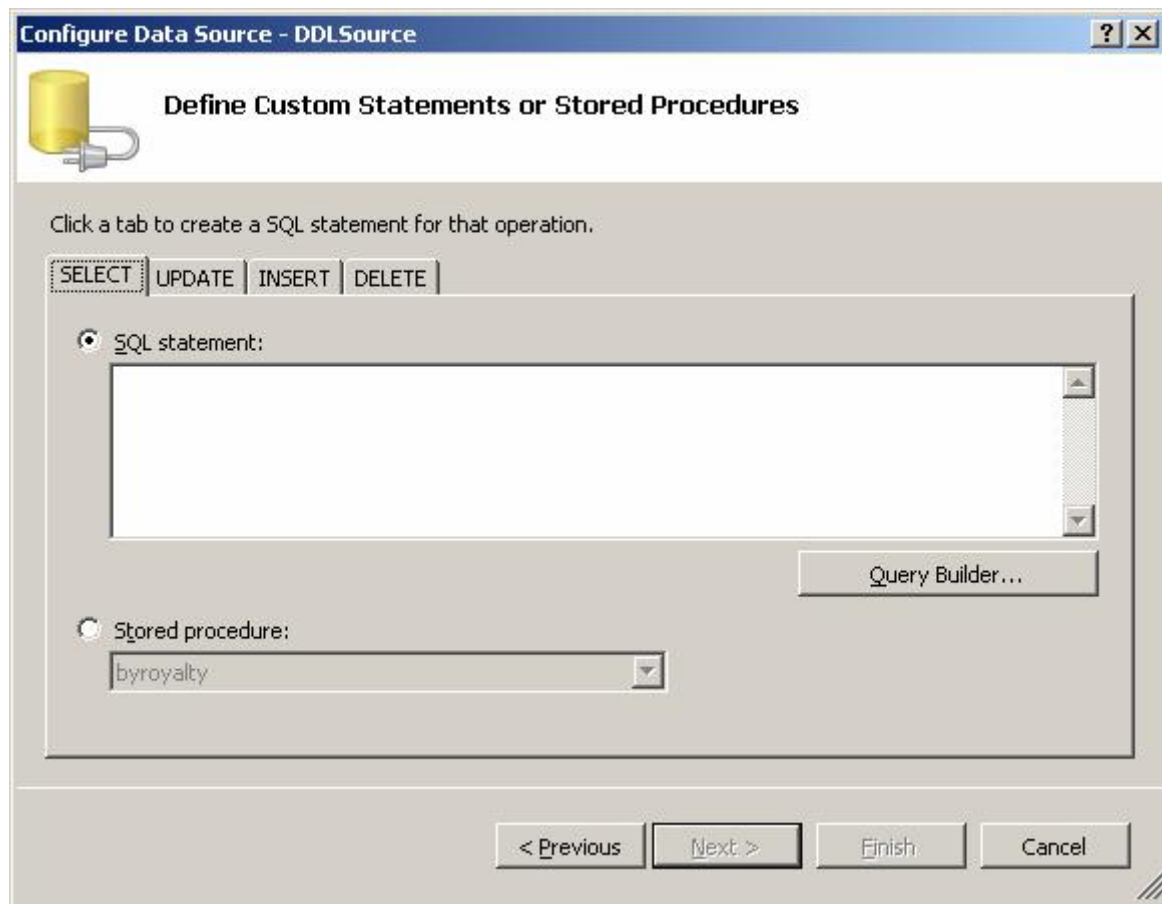 Configure Data Source - DDLSource
Define Custom Statements or Stored Procedures
Click a tab to create a SQL statement for that operation.
SELECT UPDATE INSERT DELETE
SQL statement:
Query Builder...
Stored procedure:
byroyalty
< Previous Next > Finish Cancel